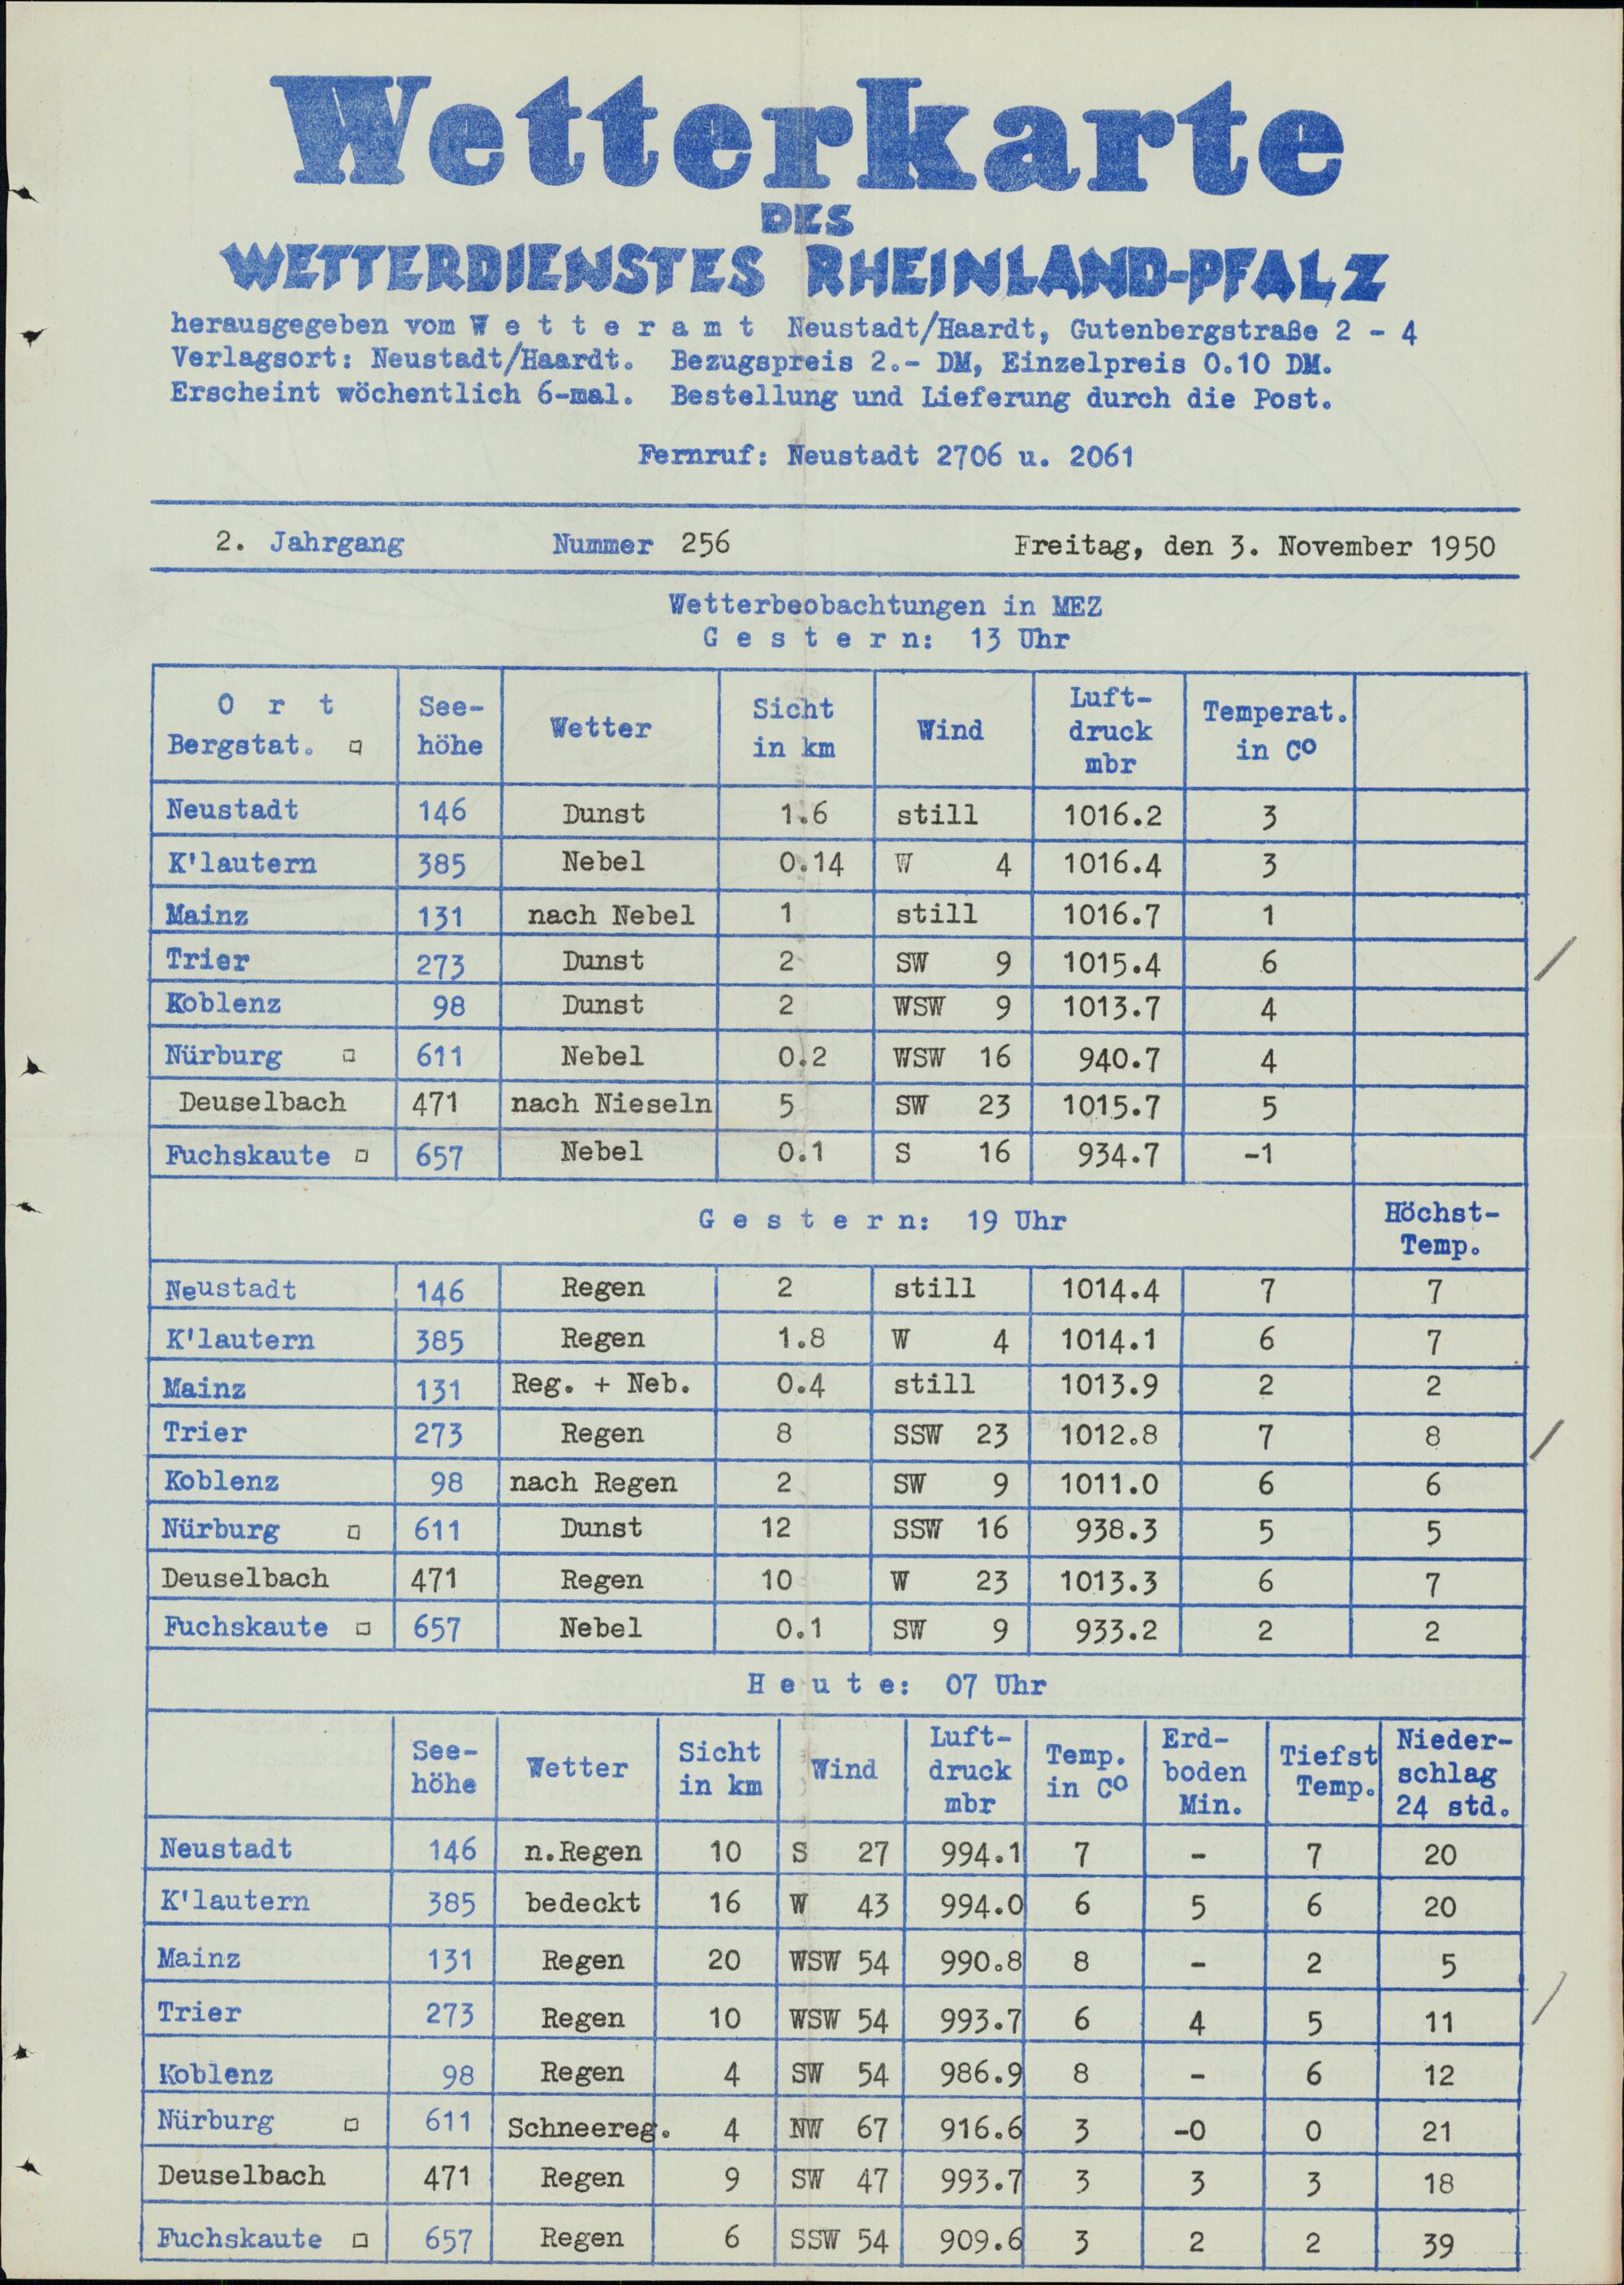 Wetterkarte
DES
WETTERDIENSTES RHEINLAND-PFALZ
herausgegeben vom W e t t e r a m t Neustadt/Haardt, Gutenbergstraße 2 - 4
Verlagsort: Neustadt/Haardt. Bezugspreis 2.- DM, Einzelpreis 0.10 DM.
Erscheint wöchentlich 6-mal. Bestellung und Lieferung durch die Post.
Fernruf: Neustadt 2706 u. 2061
2. Jahrgang Nummer 256 Freitag, den 3. November 1950
Wetterbeobachtungen in MEZ
G e s t e r n: 13 Uhr
O r t Bergstat. □ See-höhe Wetter Sicht in km Wind Luft-druck mbr Temperat. in C°
Neustadt 146 Dunst 1.6 still 1016.2 3
K'lautern 385 Nebel 0.14 W 4 1016.4 3
Mainz 131 nach Nebel 1 still 1016.7 1
Trier 273 Dunst 2 SW 9 1015.4 6
Koblenz 98 Dunst 2 WSW 9 1013.7 4
Nürburg □ 611 Nebel 0.2 WSW 16 940.7 4
Deuselbach 471 nach Nieseln 5 SW 23 1015.7 5
Fuchskaute □ 657 Nebel 0.1 S 16 934.7 -1
G e s t e r n: 19 Uhr Höchst-Temp.
Neustadt 146 Regen 2 still 1014.4 7 7
K'lautern 385 Regen 1.8 W 4 1014.1 6 7
Mainz 131 Reg. + Neb. 0.4 still 1013.9 2 2
Trier 273 Regen 8 SSW 23 1012.8 7 8
Koblenz 98 nach Regen 2 SW 9 1011.0 6 6
Nürburg □ 611 Dunst 12 SSW 16 938.3 5 5
Deuselbach 471 Regen 10 W 23 1013.3 6 7
Fuchskaute □ 657 Nebel 0.1 SW 9 933.2 2 2
H e u t e: 07 Uhr
See-höhe Wetter Sicht in km Wind Luft-druck mbr Temp. in C° Erd-boden Min. Tiefst Temp. Nieder-schlag 24 std.
Neustadt 146 n.Regen 10 S 27 994.1 7 - 7 20
K'lautern 385 bedeckt 16 W 43 994.0 6 5 6 20
Mainz 131 Regen 20 WSW 54 990.8 8 - 2 5
Trier 273 Regen 10 WSW 54 993.7 6 4 5 11
Koblenz 98 Regen 4 SW 54 986.9 8 - 6 12
Nürburg □ 611 Schneereg. 4 NW 67 916.6 3 -0 0 21
Deuselbach 471 Regen 9 SW 47 993.7 3 3 3 18
Fuchskaute □ 657 Regen 6 SSW 54 909.6 3 2 2 39